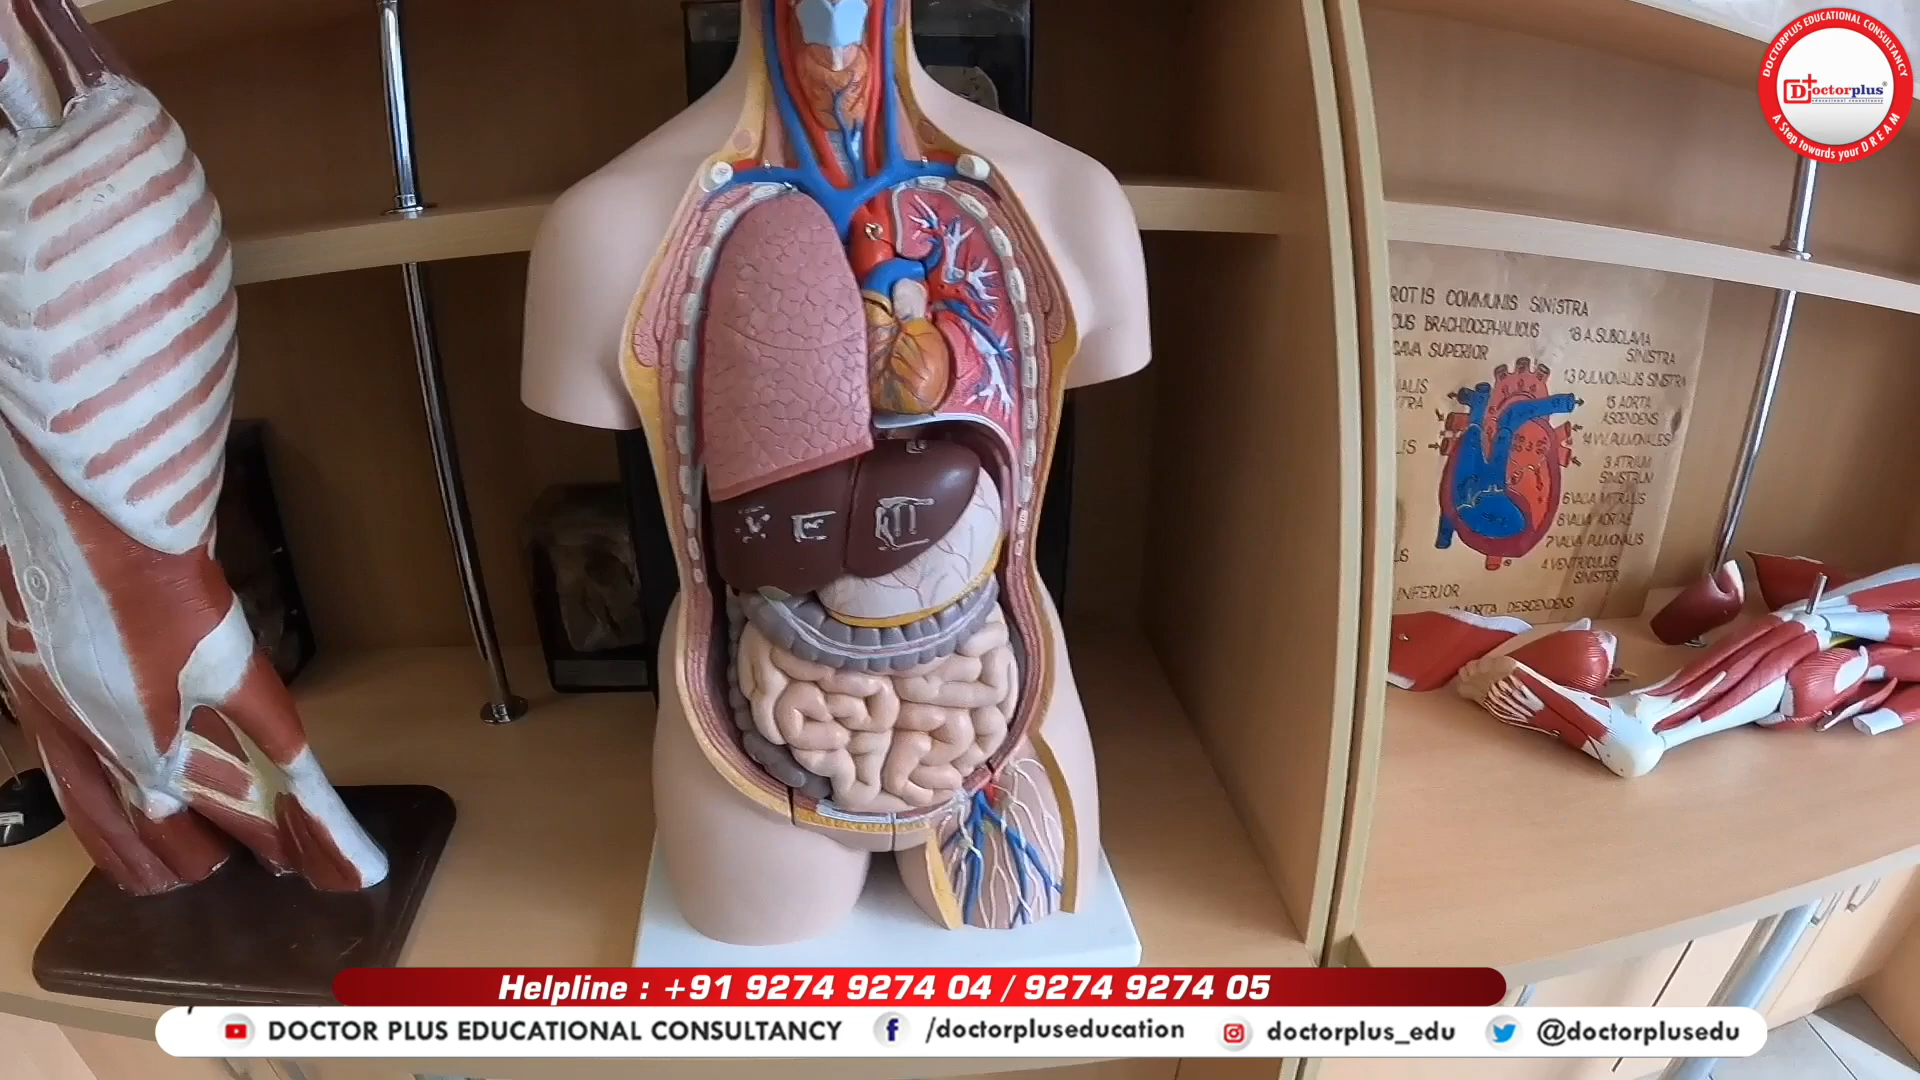 DOCTORPLUS EDUCATIONAL CONSULTANCY
Doctorplus
educational consultancy
A Step towards your DREAM
ROTIS COMMUNIS SINISTRA
CUS BRACHIOCEPHALICUS
18 A.SUBCLAVIA
SINISTRA
CAVA SUPERIOR
13 PULMONALIS SINISTRA
15 AORTA
ASCENDENS
14 VV. PULMONALES
3 ATRIUM
SINISTRUM
6 VALVA MITRALIS
8 VALVA AORTAE
7 VALVA PULMONALIS
4 VENTRICULUS
SINISTER
INFERIOR
AORTA DESCENDENS
Helpline : +91 9274 9274 04 / 9274 9274 05
DOCTOR PLUS EDUCATIONAL CONSULTANCY
/doctorpluseducation
doctorplus_edu
@doctorplusedu